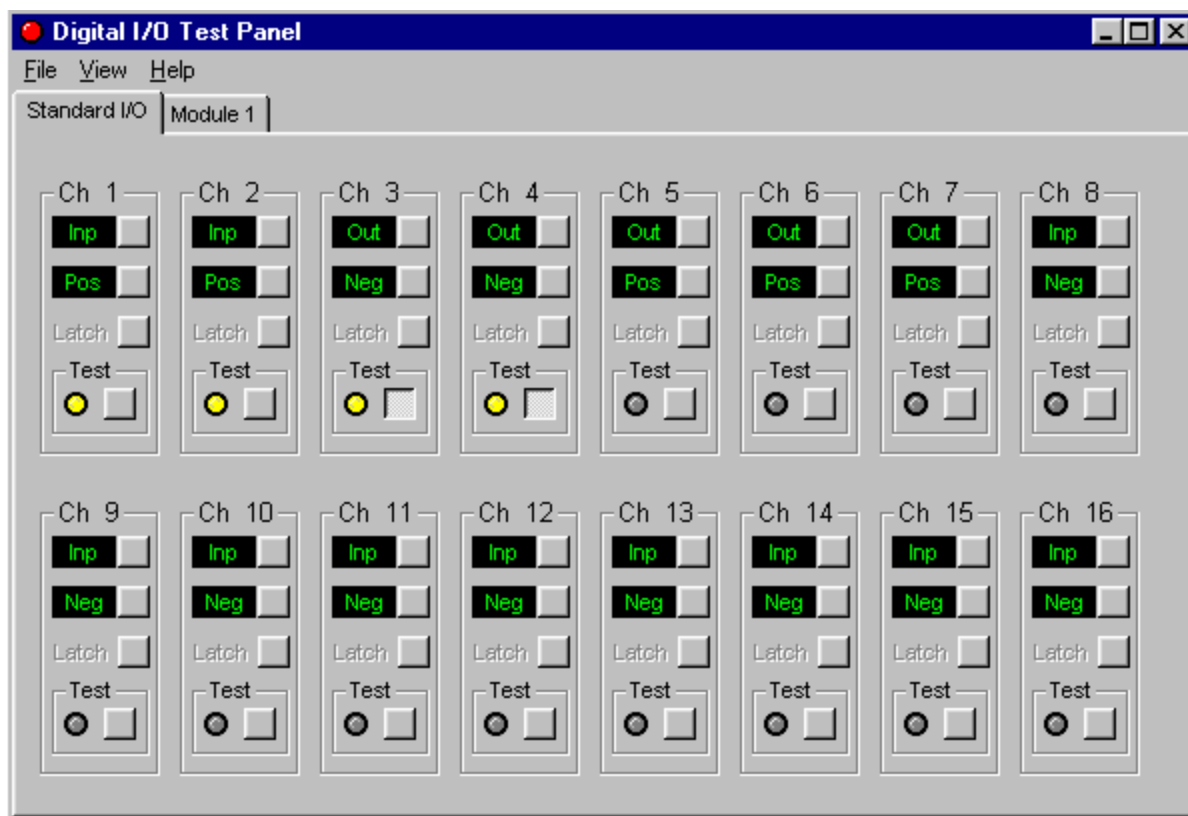 Digital I/O Test Panel
File View Help
Standard I/O Module 1
Ch 1 Ch 2 Ch 3 Ch 4 Ch 5 Ch 6 Ch 7 Ch 8
Inp Inp Out Out Out Out Out Inp
Pos Pos Neg Neg Pos Pos Pos Neg
Latch Latch Latch Latch Latch Latch Latch Latch
Test Test Test Test Test Test Test Test
Ch 9 Ch 10 Ch 11 Ch 12 Ch 13 Ch 14 Ch 15 Ch 16
Inp Inp Inp Inp Inp Inp Inp Inp
Neg Neg Neg Neg Neg Neg Neg Neg
Latch Latch Latch Latch Latch Latch Latch Latch
Test Test Test Test Test Test Test Test